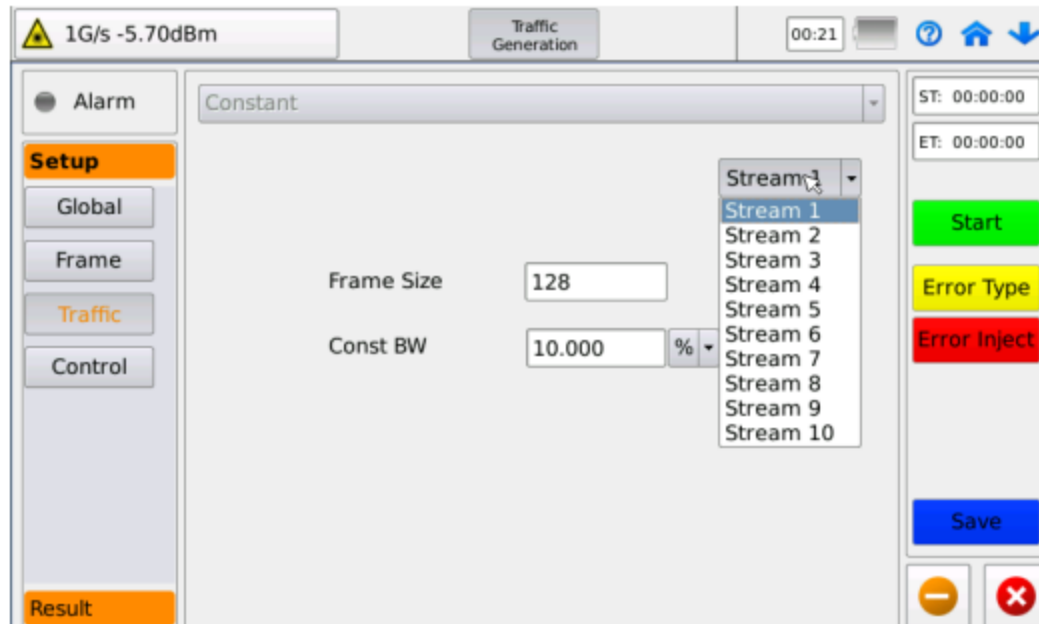 1G/s -5.70dBm
Traffic
Generation
00:21
Alarm
Constant
ST: 00:00:00
ET: 00:00:00
Setup
Global
Frame
Traffic
Control
Result
Stream 1
Stream 1
Stream 2
Stream 3
Stream 4
Stream 5
Stream 6
Stream 7
Stream 8
Stream 9
Stream 10
Frame Size
128
Const BW
10.000
%
Start
Error Type
Error Inject
Save